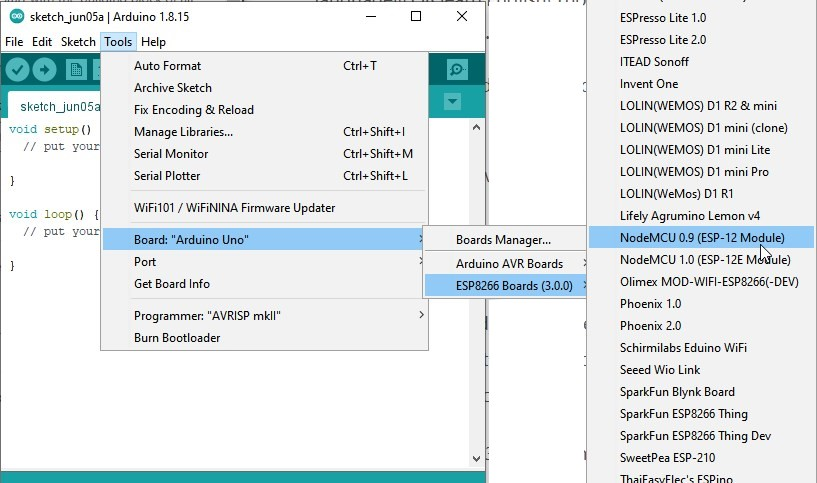 sketch_jun05a | Arduino 1.8.15
File Edit Sketch Tools Help
sketch_jun05a
void setup()
// put your
}
void loop() {
// put your
}
Auto Format Ctrl+T
Archive Sketch
Fix Encoding & Reload
Manage Libraries... Ctrl+Shift+I
Serial Monitor Ctrl+Shift+M
Serial Plotter Ctrl+Shift+L
WiFi101 / WiFiNINA Firmware Updater
Board: "Arduino Uno"
Port
Get Board Info
Programmer: "AVRISP mkII"
Burn Bootloader
Boards Manager...
Arduino AVR Boards
ESP8266 Boards (3.0.0)
ESPresso Lite 1.0
ESPresso Lite 2.0
ITEAD Sonoff
Invent One
LOLIN(WEMOS) D1 R2 & mini
LOLIN(WEMOS) D1 mini (clone)
LOLIN(WEMOS) D1 mini Lite
LOLIN(WEMOS) D1 mini Pro
LOLIN(WeMos) D1 R1
Lifely Agrumino Lemon v4
NodeMCU 0.9 (ESP-12 Module)
NodeMCU 1.0 (ESP-12E Module)
Olimex MOD-WIFI-ESP8266(-DEV)
Phoenix 1.0
Phoenix 2.0
Schirmilabs Eduino WiFi
Seeed Wio Link
SparkFun Blynk Board
SparkFun ESP8266 Thing
SparkFun ESP8266 Thing Dev
SweetPea ESP-210
ThaiEasyElec's ESPino